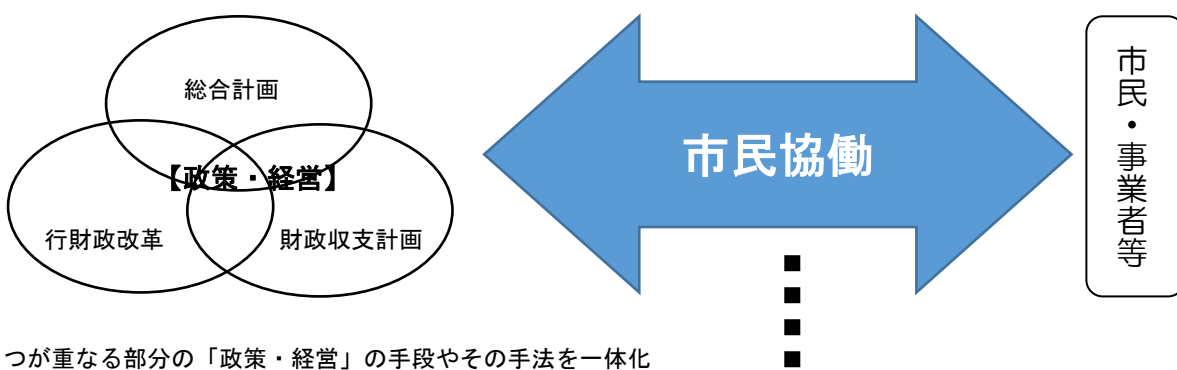 総合計画
【政策・経営】
行財政改革
財政収支計画
市民協働
市民・事業者等
つが重なる部分の「政策・経営」の手段やその手法を一体化